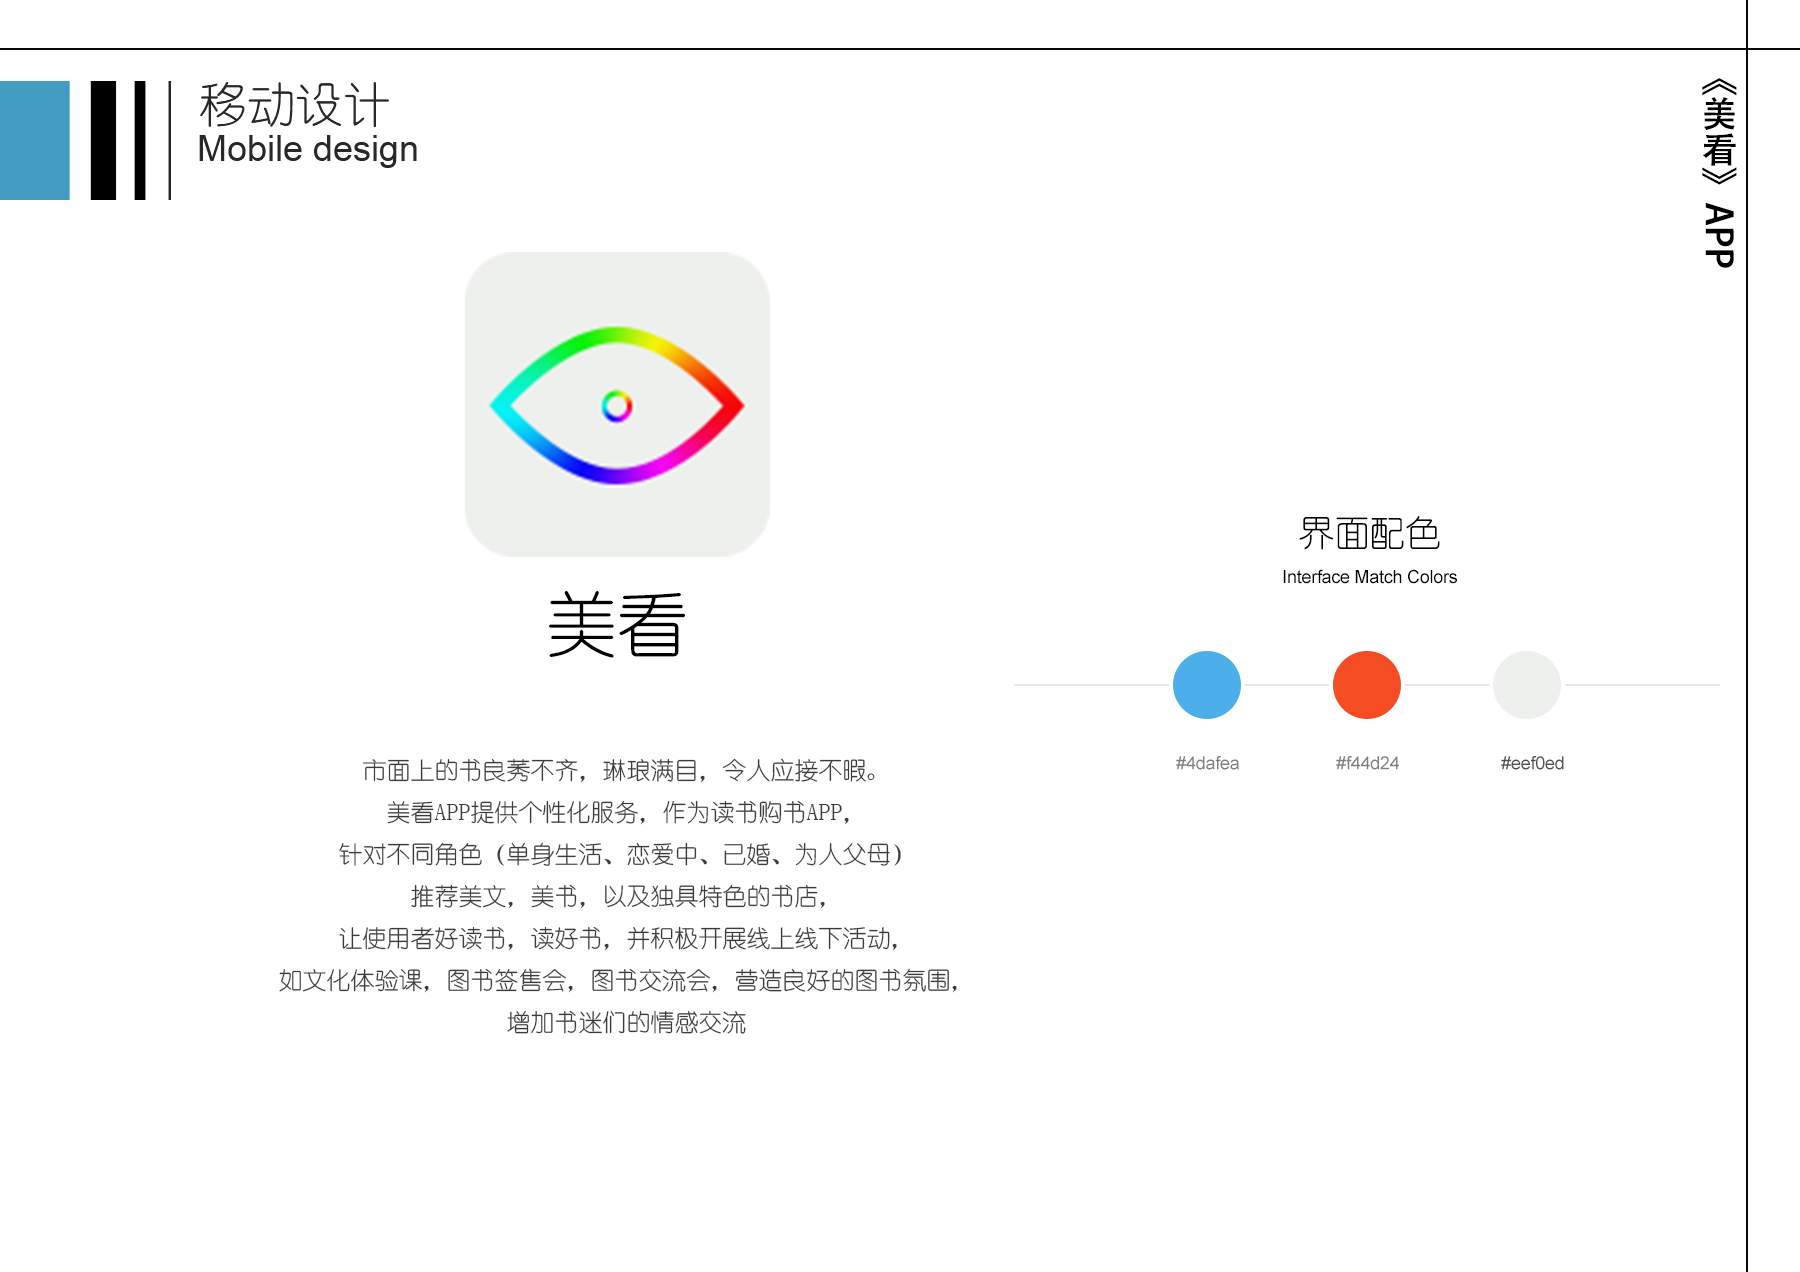 移动设计
Mobile design
《美看》APP
美看
市面上的书良莠不齐，琳琅满目，令人应接不暇。
美看APP提供个性化服务，作为读书购书APP，
针对不同角色（单身生活、恋爱中、已婚、为人父母）
推荐美文，美书，以及独具特色的书店，
让使用者好读书，读好书，并积极开展线上线下活动，
如文化体验课，图书签售会，图书交流会，营造良好的图书氛围，
增加书迷们的情感交流
界面配色
Interface Match Colors
#4dafea
#f44d24
#eef0ed